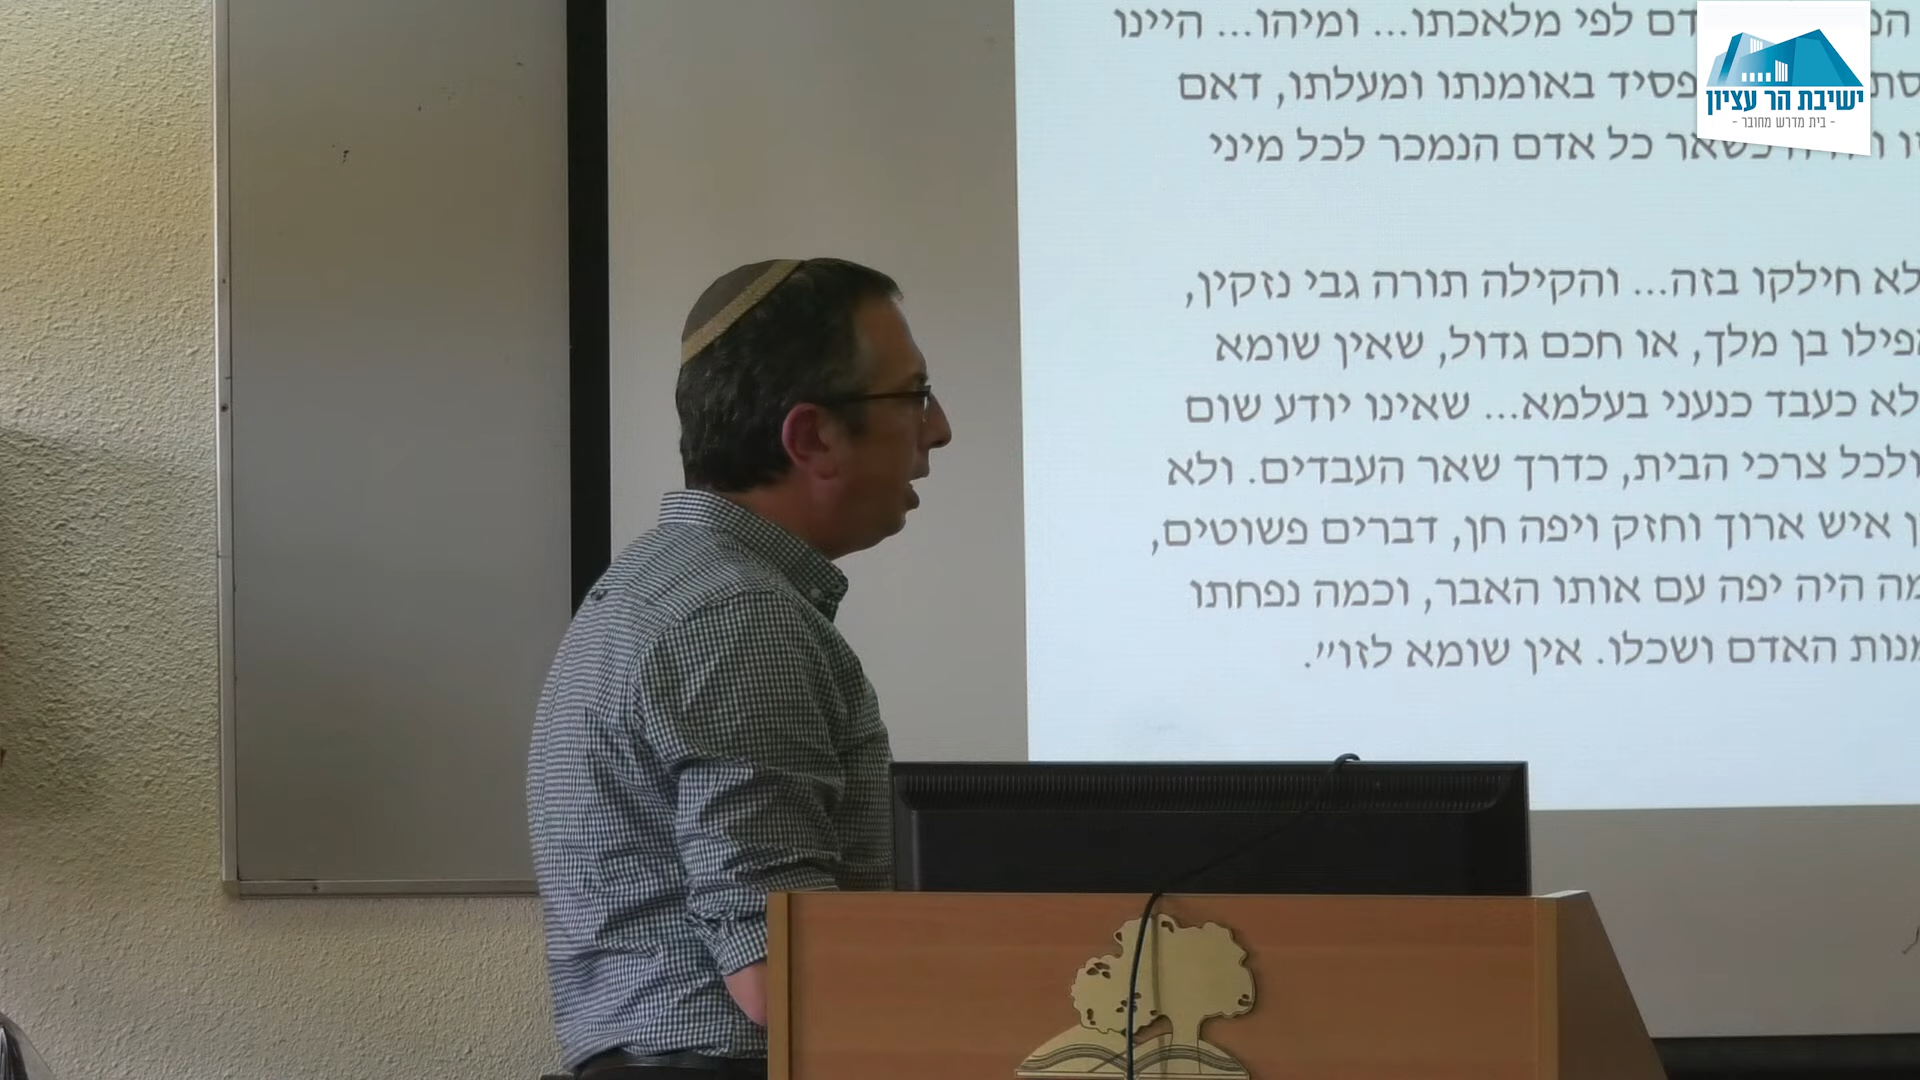 דם לפי מלאכתו... ומיהו... היינו
פסיד באומנתו ומעלתו, דאם
כשאר כל אדם הנמכר לכל מיני
לא חילקו בזה... והקילה תורה גבי נזקין,
אפילו בן מלך, או חכם גדול, שאין שומא
לא כעבד כנעני בעלמא... שאינו יודע שום
ולכל צרכי הבית, כדרך שאר העבדים. ולא
ן איש ארוך וחזק ויפה חן, דברים פשוטים,
מה היה יפה עם אותו האבר, וכמה נפחתו
מנות האדם ושכלו. אין שומא לזו״.
ישיבת הר עציון
- בית מדרש מחובר -